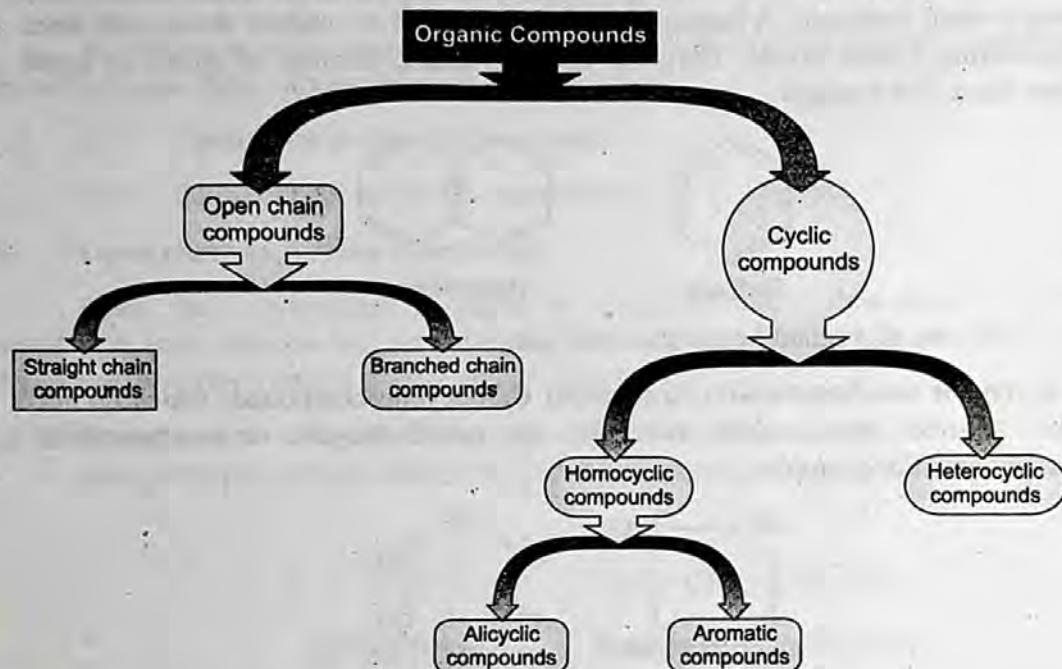 Organic Compounds
Open chain
compounds
Cyclic
compounds
Straight chain
compounds
Branched chain
compounds
Homocyclic
compounds
Heterocyclic
compounds
Alicyclic
compounds
Aromatic
compounds